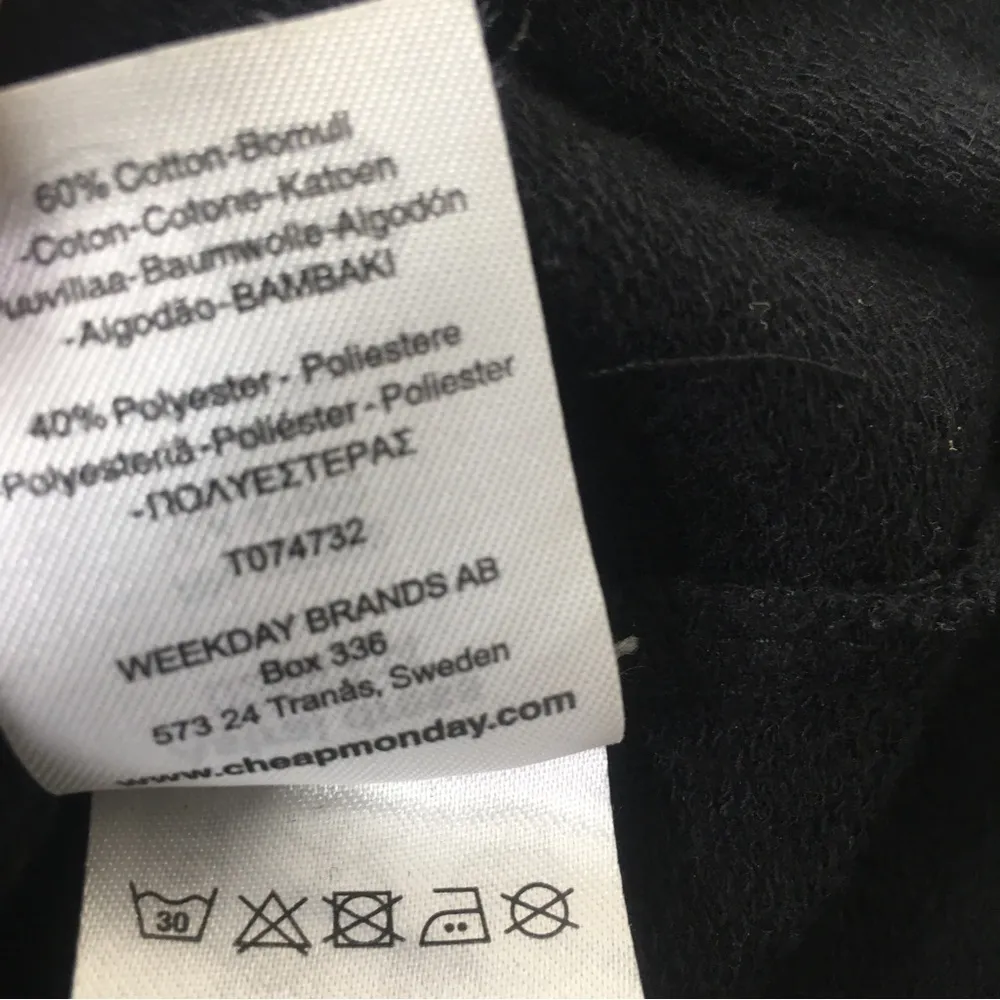 60% Cotton-Bomull
-Coton-Cotone-Katoen
Puuvillaa-Baumwolle-Algodón
-Algodão-BAMBAKI
40% Polyester - Poliestere
-Polyesteriä-Poliéster-Poliester
-ΠΟΛΥΕΣΤΕΡΑΣ
T074732
WEEKDAY BRANDS AB
Box 336
573 24 Tranås, Sweden
www.cheapmonday.com
30